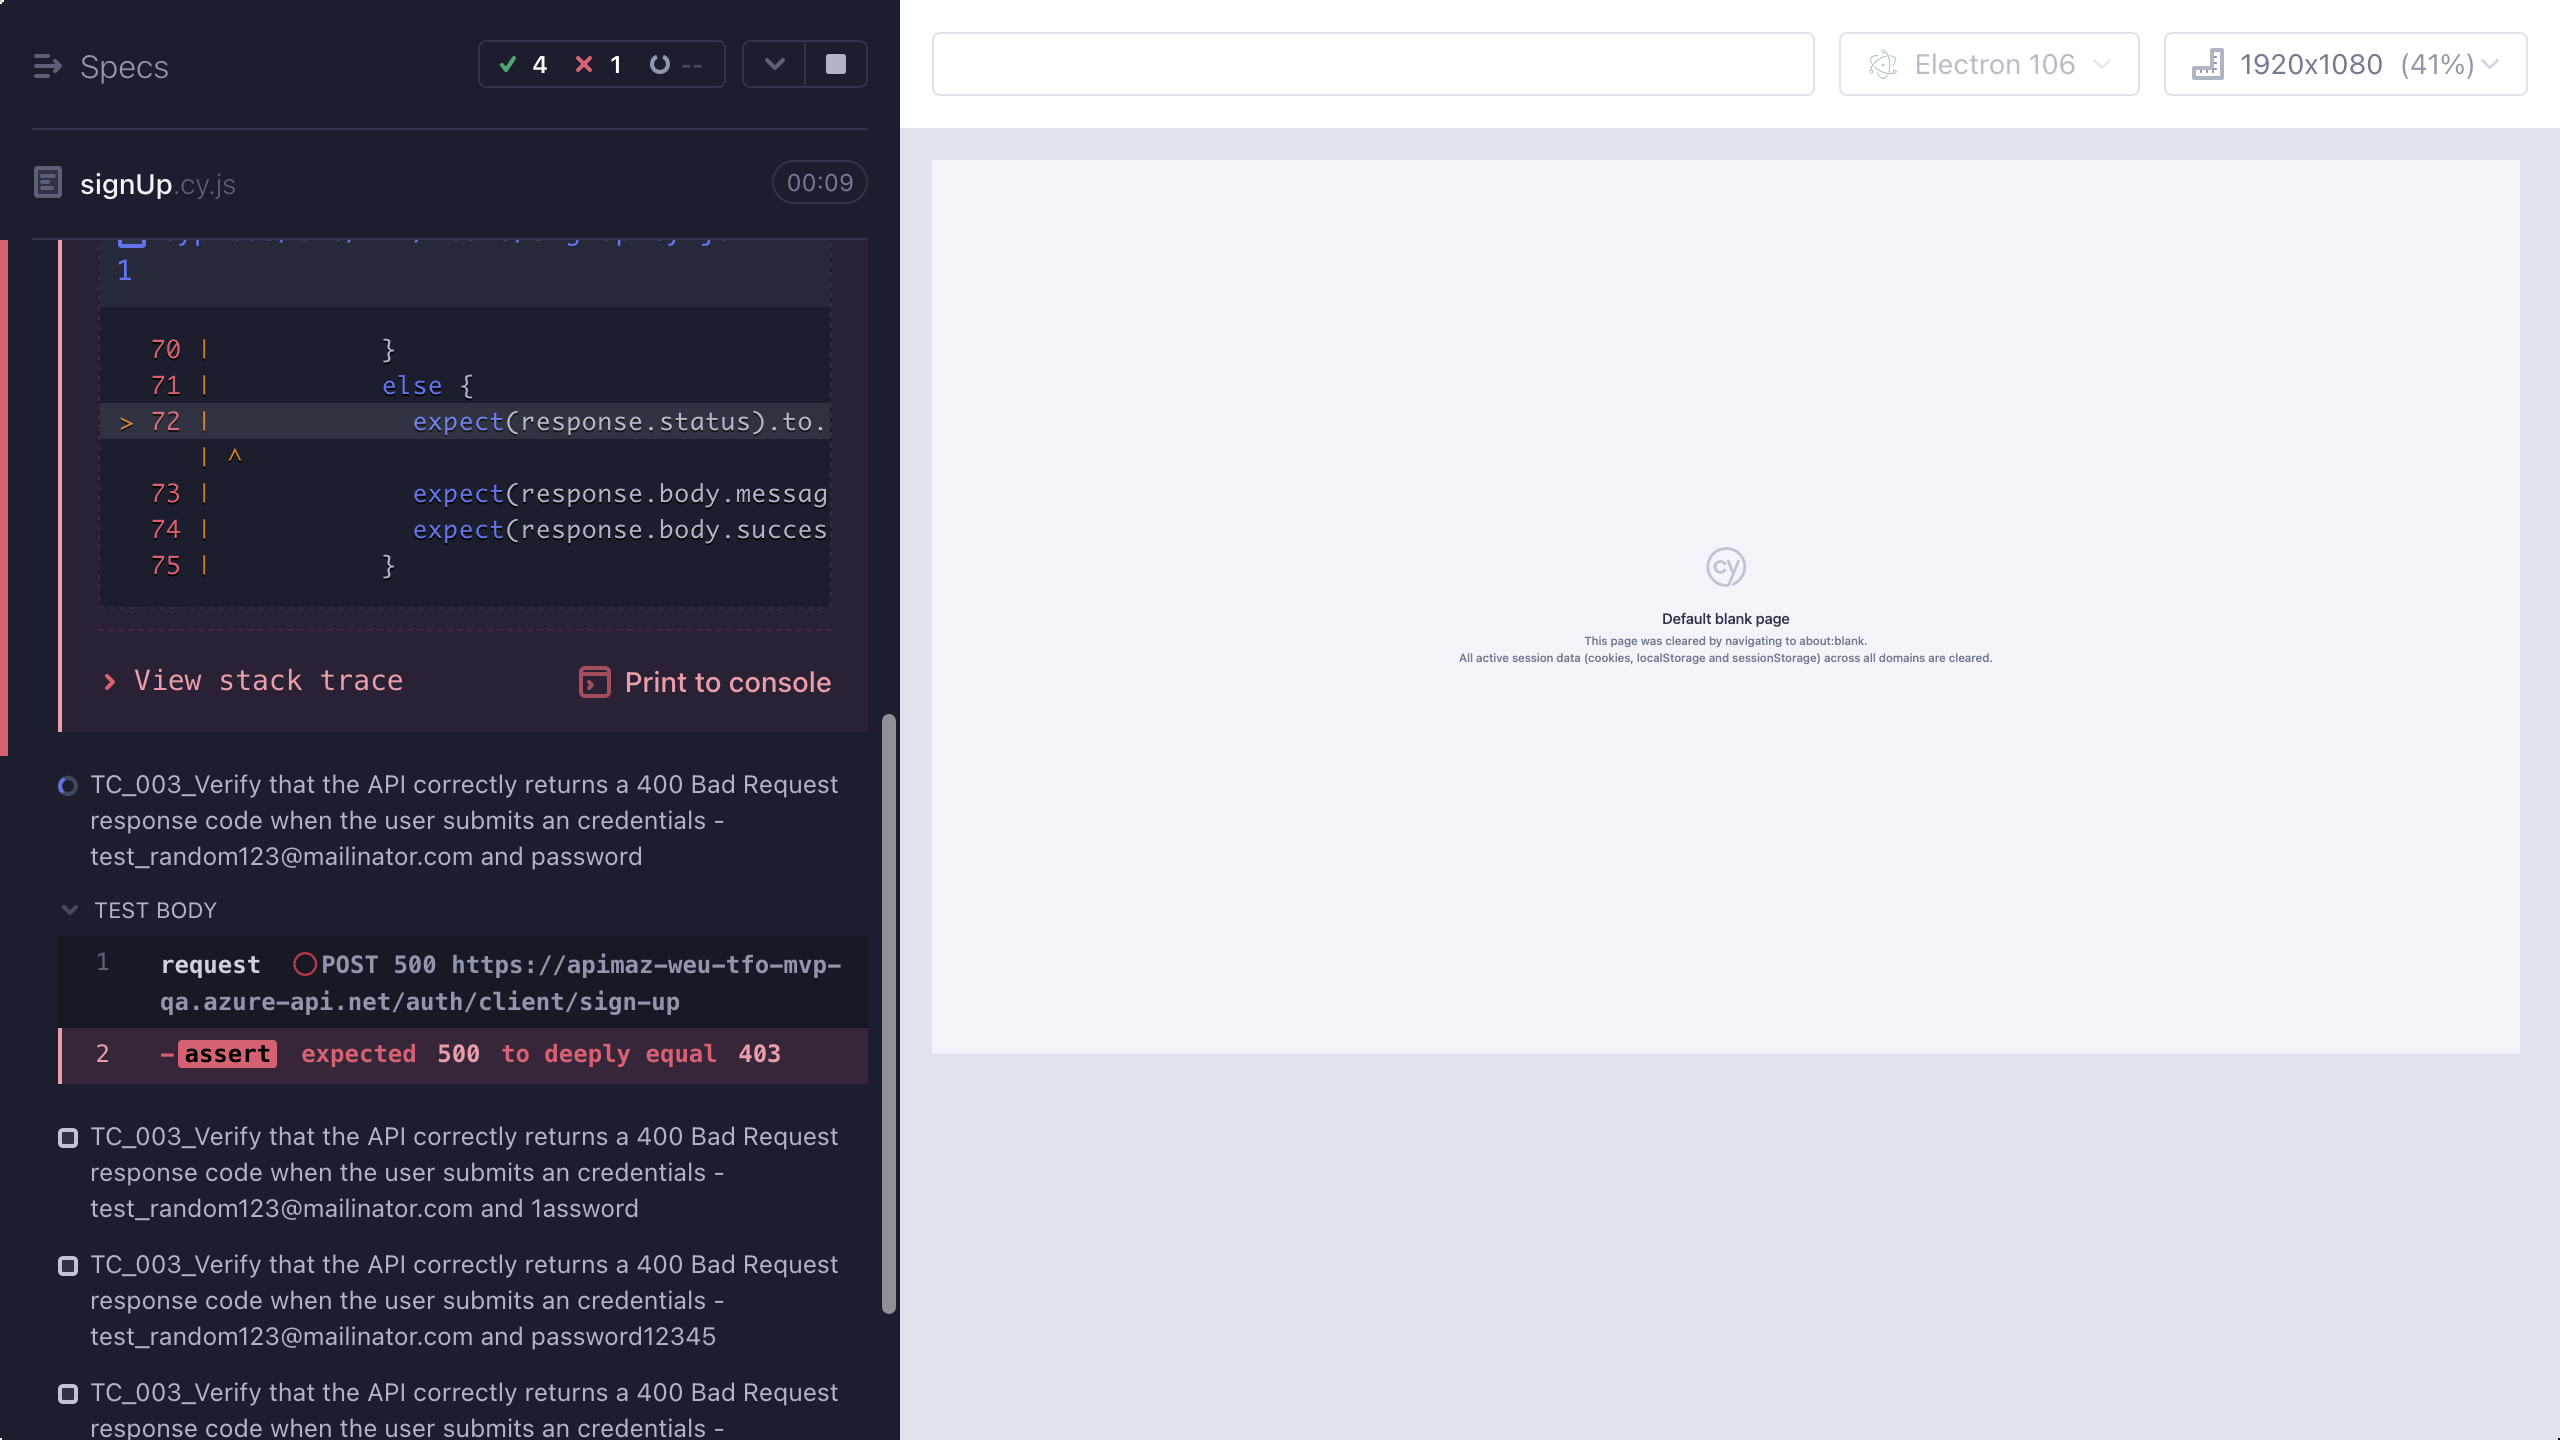 Specs
4 1 --
signUp.cy.js
00:09
1
70 | }
71 | else {
> 72 | expect(response.status).to.
| ^
73 | expect(response.body.messag
74 | expect(response.body.succes
75 | }
View stack trace
Print to console
TC_003_Verify that the API correctly returns a 400 Bad Request
response code when the user submits an credentials -
test_random123@mailinator.com and password
TEST BODY
1 request POST 500 https://apimaz-weu-tfo-mvp-
qa.azure-api.net/auth/client/sign-up
2 -assert expected 500 to deeply equal 403
TC_003_Verify that the API correctly returns a 400 Bad Request
response code when the user submits an credentials -
test_random123@mailinator.com and 1assword
TC_003_Verify that the API correctly returns a 400 Bad Request
response code when the user submits an credentials -
test_random123@mailinator.com and password12345
TC_003_Verify that the API correctly returns a 400 Bad Request
response code when the user submits an credentials -
Electron 106
1920x1080 (41%)
cy
Default blank page
This page was cleared by navigating to about:blank.
All active session data (cookies, localStorage and sessionStorage) across all domains are cleared.